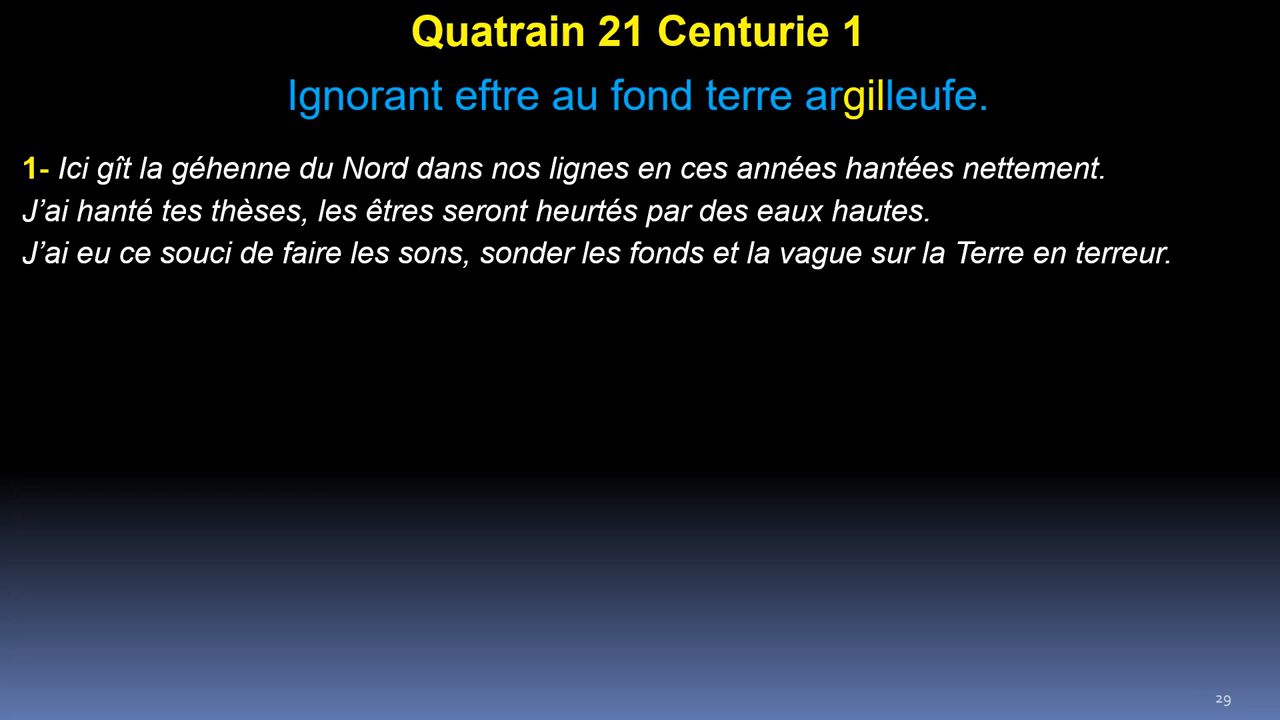 Quatrain 21 Centurie 1
Ignorant eftre au fond terre argilleufe.
1- Ici gît la géhenne du Nord dans nos lignes en ces années hantées nettement.
J’ai hanté tes thèses, les êtres seront heurtés par des eaux hautes.
J’ai eu ce souci de faire les sons, sonder les fonds et la vague sur la Terre en terreur.
29